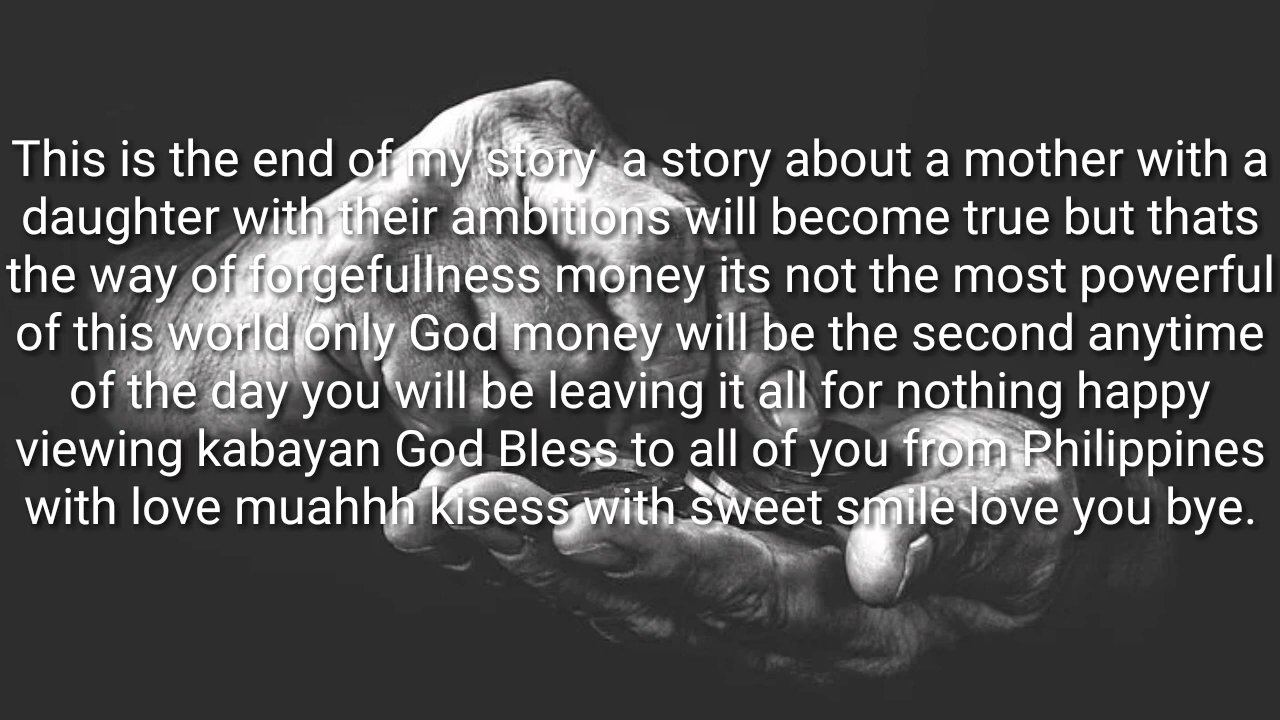 This is the end of my story  a story about a mother with a
daughter with their ambitions will become true but thats
the way of forgefullness money its not the most powerful
of this world only God money will be the second anytime
of the day you will be leaving it all for nothing happy
viewing kabayan God Bless to all of you from Philippines
with love muahhh kisess with sweet smile love you bye.